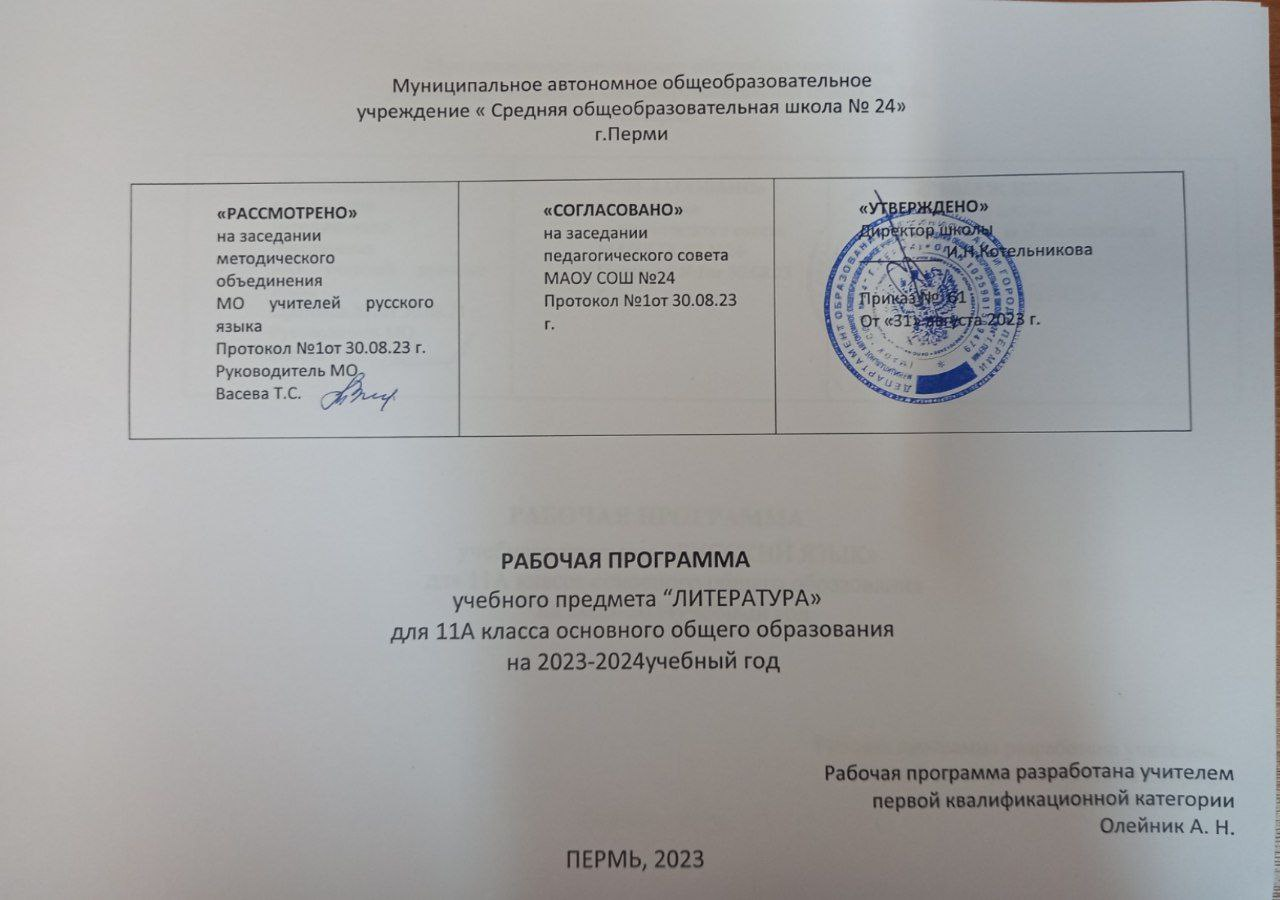 Муниципальное автономное общеобразовательное
учреждение « Средняя общеобразовательная школа № 24»
г.Перми
«РАССМОТРЕНО»
на заседании
методического
объединения
МО учителей русского
языка
Протокол №1от 30.08.23 г.
Руководитель МО
Васева Т.С.
«СОГЛАСОВАНО»
на заседании
педагогического совета
МАОУ СОШ №24
Протокол №1от 30.08.23
г.
«УТВЕРЖДЕНО»
Директор школы
И.Н.Котельникова
Приказ № 61
От «31» августа 2023 г.
РАБОЧАЯ ПРОГРАММА
учебного предмета “ЛИТЕРАТУРА»
для 11А класса основного общего образования
на 2023-2024учебный год
Рабочая программа разработана учителем
первой квалификационной категории
Олейник А. Н.
ПЕРМЬ, 2023